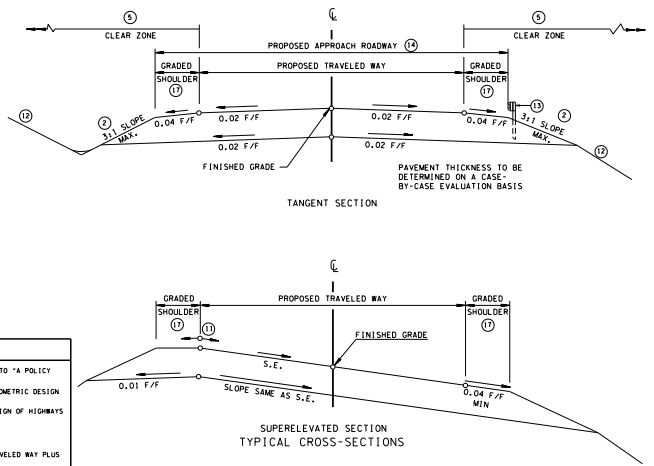 ℄
5
5
CLEAR ZONE
CLEAR ZONE
PROPOSED APPROACH ROADWAY 14
GRADED
PROPOSED TRAVELED WAY
GRADED
SHOULDER
SHOULDER
17
17
13
12
2
2
3:1 SLOPE
MAX.
0.04 F/F
0.02 F/F
0.02 F/F
0.04 F/F
3:1 SLOPE
MAX.
0.02 F/F
0.02 F/F
12
FINISHED GRADE
PAVEMENT THICKNESS TO BE
DETERMINED ON A CASE-
BY-CASE EVALUATION BASIS
TANGENT SECTION
℄
GRADED
PROPOSED TRAVELED WAY
GRADED
SHOULDER
SHOULDER
17
11
17
FINISHED GRADE
S.E.
0.01 F/F
SLOPE SAME AS S.E.
0.04 F/F
MIN
SUPERELEVATED SECTION
TYPICAL CROSS-SECTIONS
TO "A POLICY
OMETRIC DESIGN
IGN OF HIGHWAYS
VELED WAY PLUS